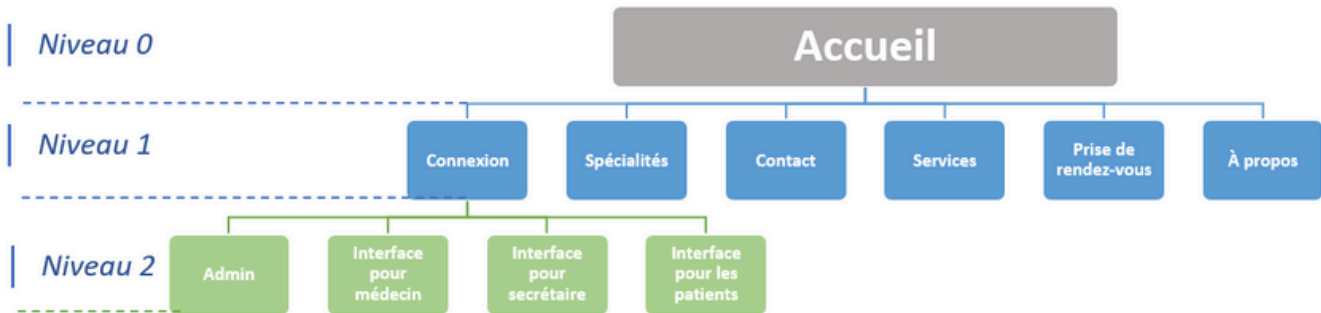 Niveau 0
Accueil
Niveau 1
Connexion
Spécialités
Contact
Services
Prise de
rendez-vous
À propos
Niveau 2
Admin
Interface
pour
médecin
Interface
pour
secrétaire
Interface
pour les
patients